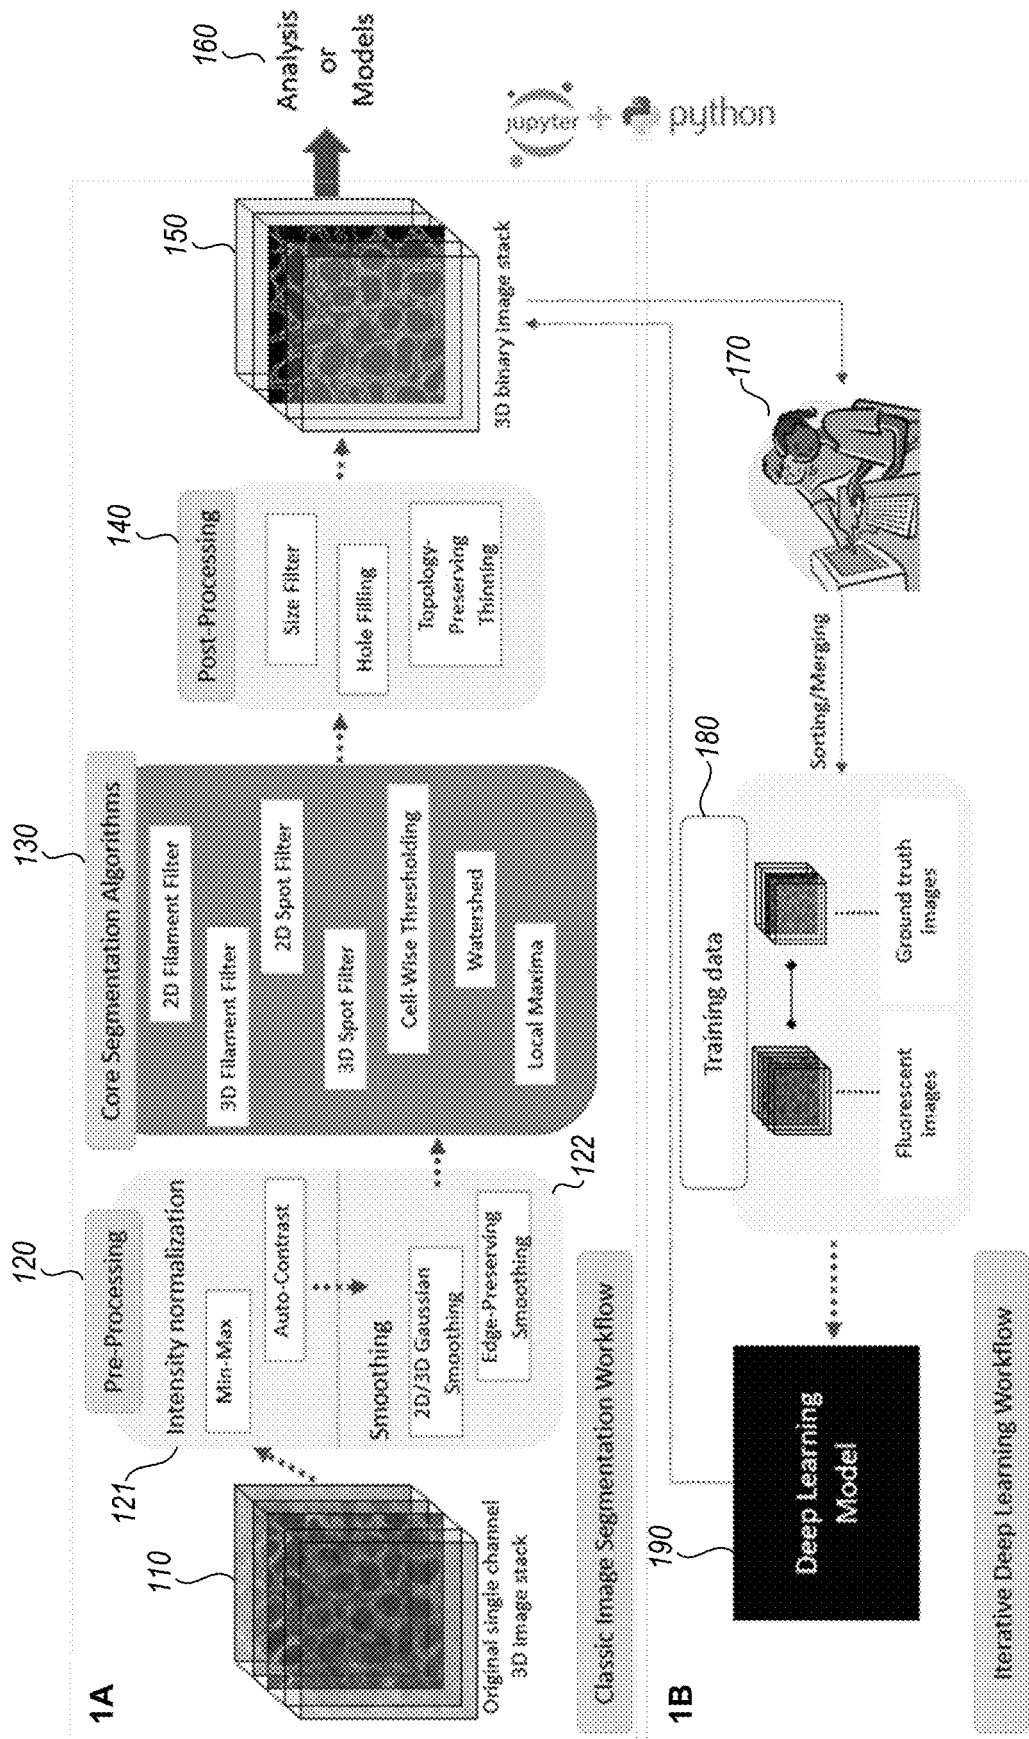 1A
110
Original single channel
3D image stack
120
Pre-Processing
121
Intensity normalization
Min-Max
Auto-Contrast
Smoothing
2D/3D Gaussian
Smoothing
Edge-Preserving
Smoothing
122
130
Core Segmentation Algorithms
2D Filament Filter
3D Filament Filter
2D Spot Filter
3D Spot Filter
Cell-Wise Thresholding
Watershed
Local Maxima
140
Post-Processing
Size Filter
Hole Filling
Topology-
Preserving
Thinning
150
3D binary image stack
160
Analysis
or
Models
Classic Image Segmentation Workflow
jupyter + python
1B
190
Deep Learning
Model
180
Training data
Fluorescent
images
Ground truth
images
Sorting/Merging
170
Iterative Deep Learning Workflow